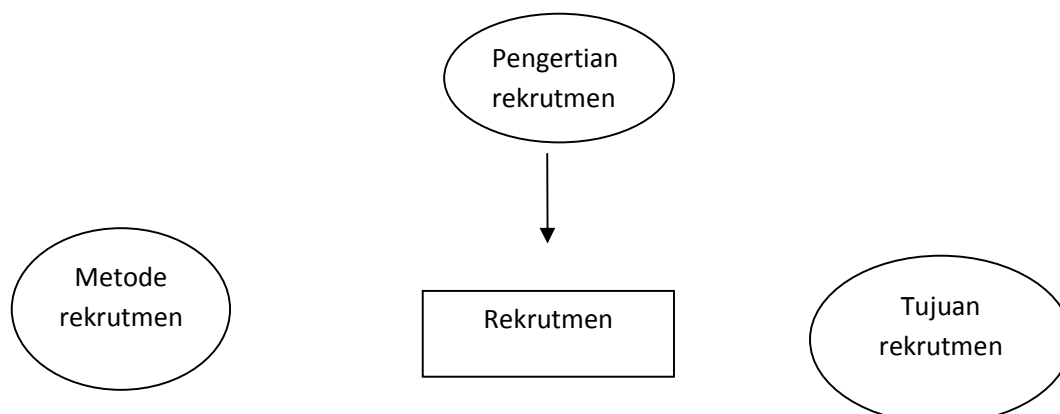 Pengertian
rekrutmen
Metode
rekrutmen
Rekrutmen
Tujuan
rekrutmen